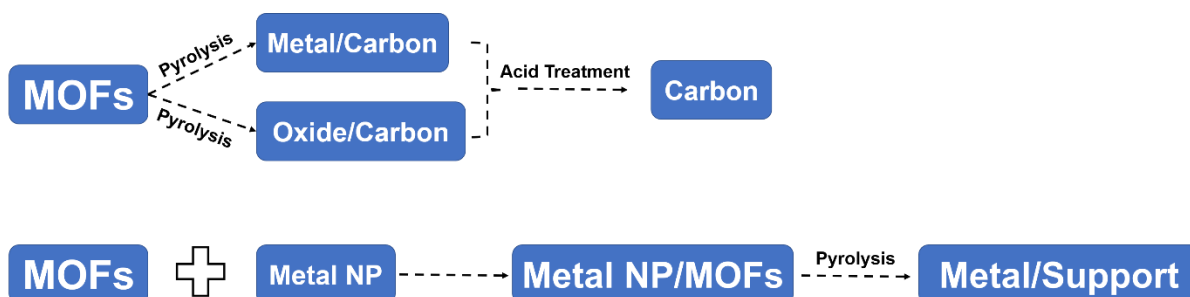 Pyrolysis
Metal/Carbon
MOFs
Acid Treatment
Carbon
Pyrolysis
Oxide/Carbon
MOFs
Metal NP
Metal NP/MOFs
Pyrolysis
Metal/Support